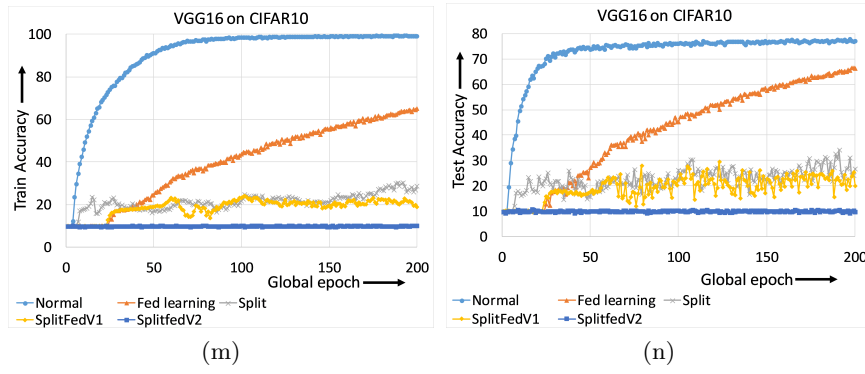 VGG16 on CIFAR10
100
80
60
40
20
0
Train Accuracy
0 50 100 150 200
Global epoch
Normal Fed learning Split
SplitFedV1 SplitfedV2
(m)
VGG16 on CIFAR10
80
70
60
50
40
30
20
10
0
Test Accuracy
0 50 100 150 200
Global epoch
Normal Fed learning Split
SplitFedV1 SplitfedV2
(n)